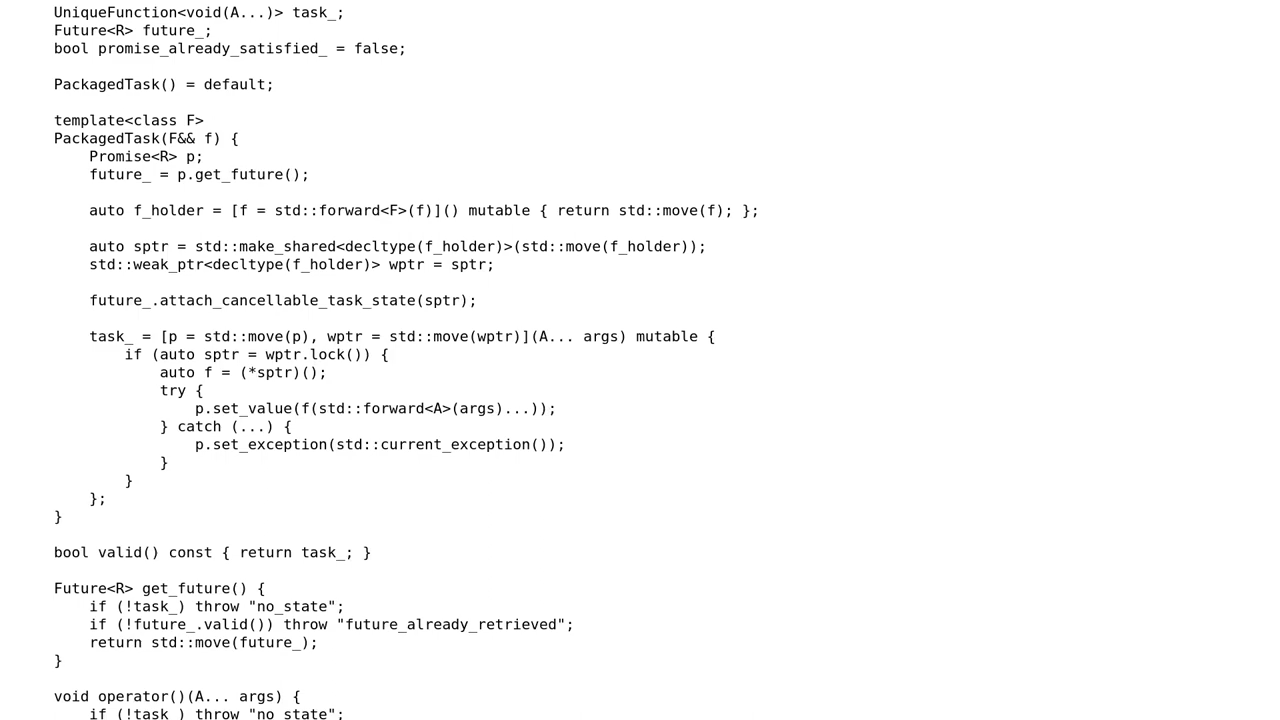 UniqueFunction<void(A...)> task_;
Future<R> future_;
bool promise_already_satisfied_ = false;

PackagedTask() = default;

template<class F>
PackagedTask(F&& f) {
    Promise<R> p;
    future_ = p.get_future();

    auto f_holder = [f = std::forward<F>(f)]() mutable { return std::move(f); };

    auto sptr = std::make_shared<decltype(f_holder)>(std::move(f_holder));
    std::weak_ptr<decltype(f_holder)> wptr = sptr;

    future_.attach_cancellable_task_state(sptr);

    task_ = [p = std::move(p), wptr = std::move(wptr)](A... args) mutable {
        if (auto sptr = wptr.lock()) {
            auto f = (*sptr)();
            try {
                p.set_value(f(std::forward<A>(args)...));
            } catch (...) {
                p.set_exception(std::current_exception());
            }
        }
    };
}

bool valid() const { return task_; }

Future<R> get_future() {
    if (!task_) throw "no_state";
    if (!future_.valid()) throw "future_already_retrieved";
    return std::move(future_);
}

void operator()(A... args) {
    if (!task_) throw "no_state";